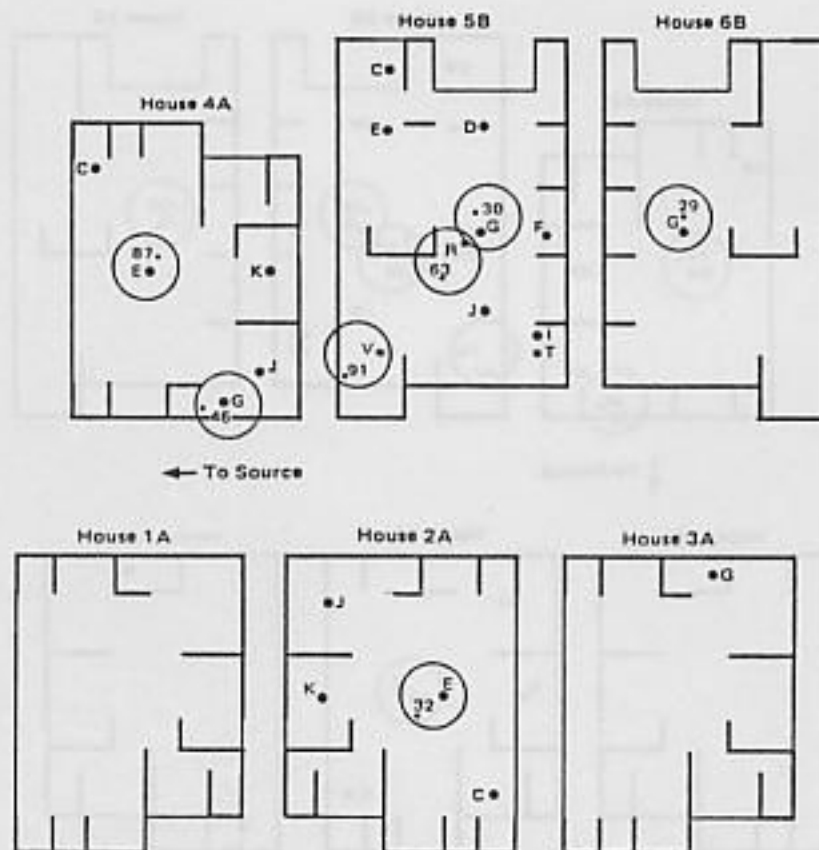 House 5B
House 6B
House 4A
C
E
D
C
30
G
29
G
R
F
87
E
K
63
J
I
T
V
91
J
G
46
← To Source
House 1A
House 2A
House 3A
G
J
K
E
32
C